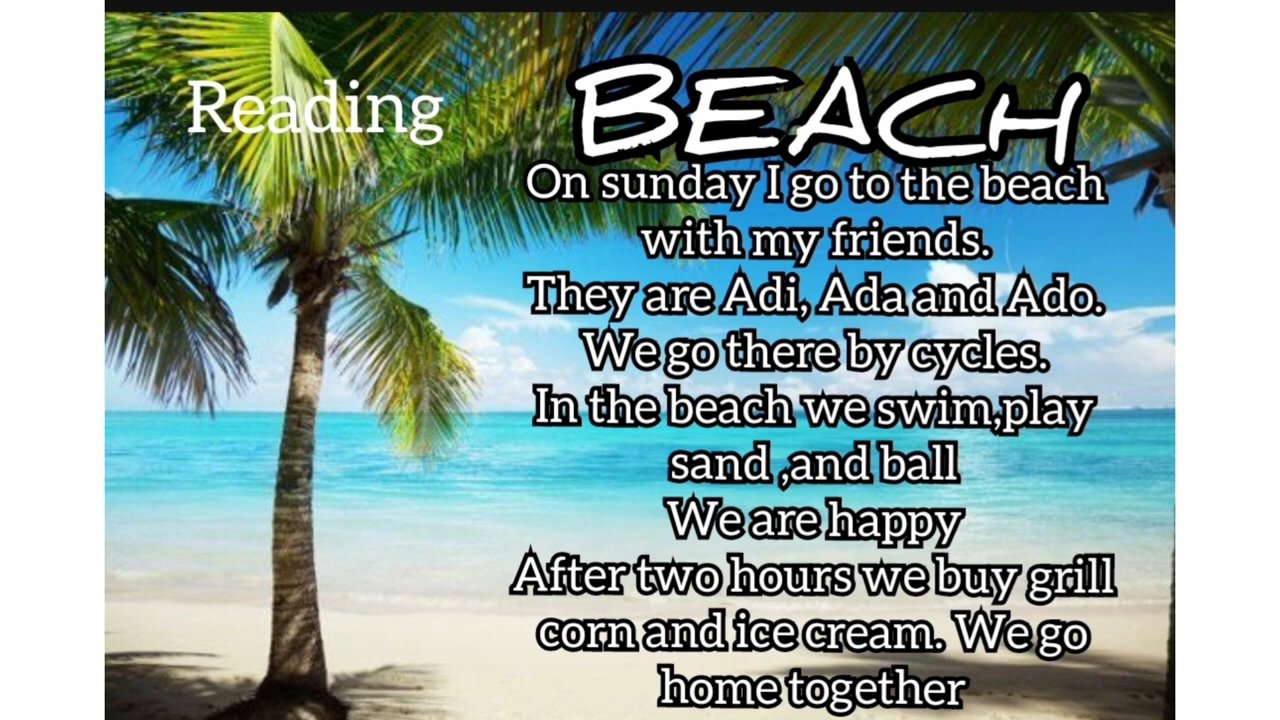 Reading
BEACH
On sunday I go to the beach
with my friends.
They are Adi, Ada and Ado.
We go there by cycles.
In the beach we swim,play
sand ,and ball
We are happy
After two hours we buy grill
corn and ice cream. We go
home together